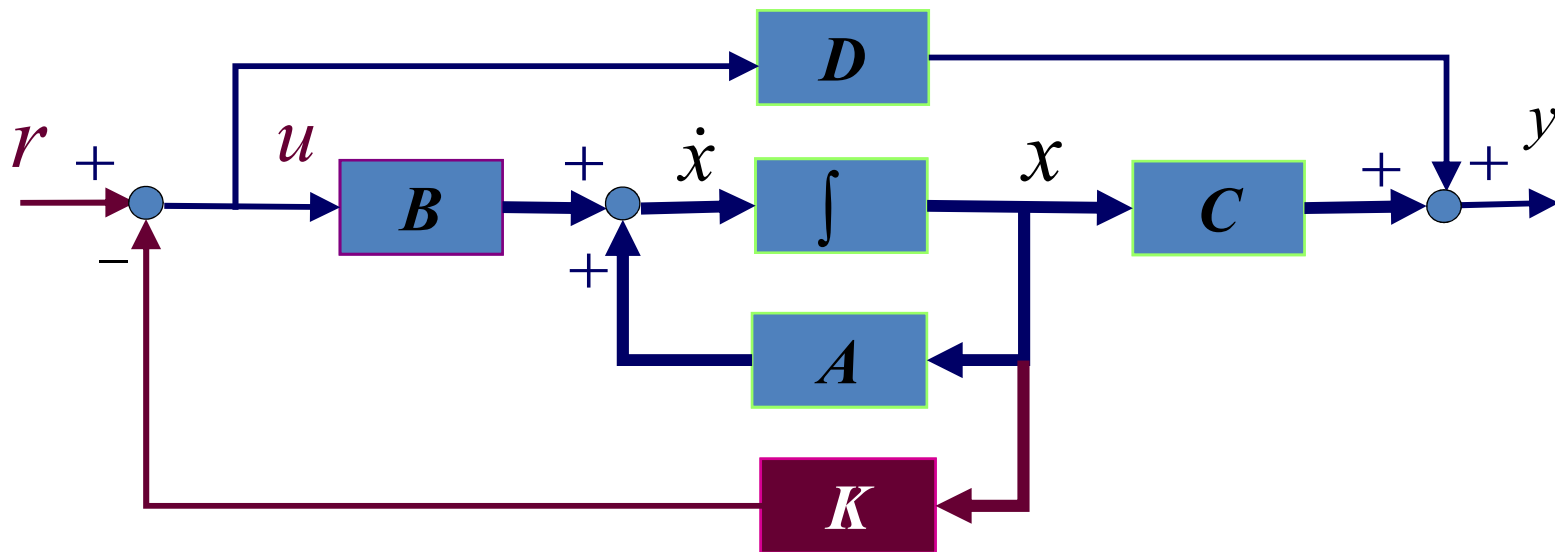 D
r + u B + ẋ ∫ x C + + y
− + A
K